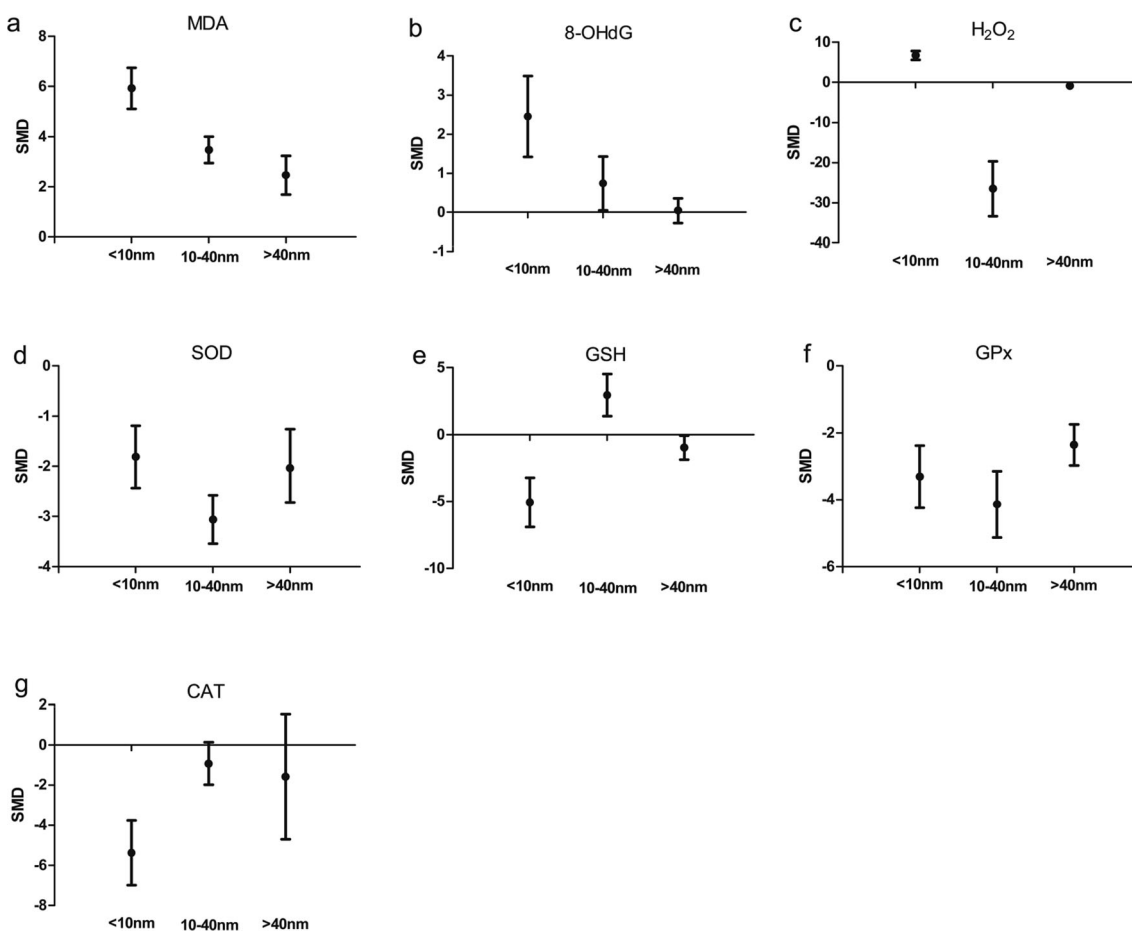 a
MDA
8
6
4
2
0
SMD
<10nm
10-40nm
>40nm
b
8-OHdG
4
3
2
1
0
-1
SMD
<10nm
10-40nm
>40nm
c
H₂O₂
10
0
-10
-20
-30
-40
SMD
<10nm
10-40nm
>40nm
d
SOD
0
-1
-2
-3
-4
SMD
<10nm
10-40nm
>40nm
e
GSH
5
0
-5
-10
SMD
<10nm
10-40nm
>40nm
f
GPx
0
-2
-4
-6
SMD
<10nm
10-40nm
>40nm
g
CAT
2
0
-2
-4
-6
-8
SMD
<10nm
10-40nm
>40nm